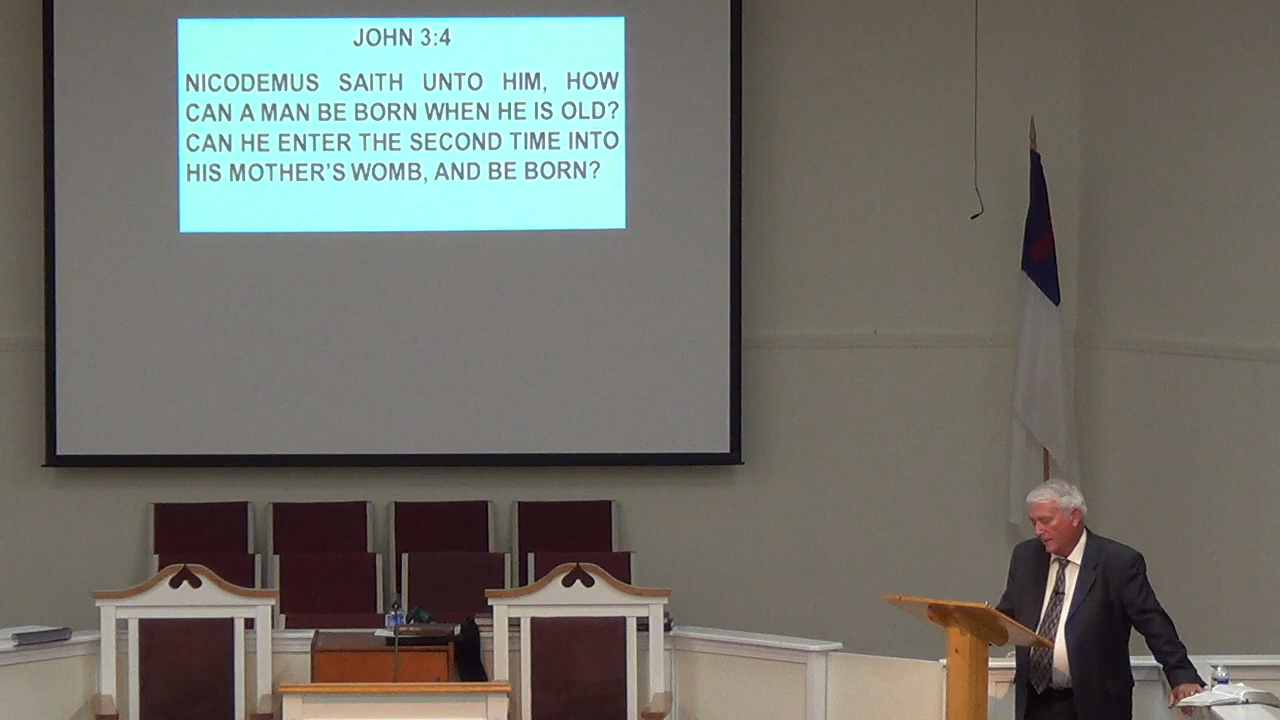 JOHN 3:4
NICODEMUS SAITH UNTO HIM, HOW
CAN A MAN BE BORN WHEN HE IS OLD?
CAN HE ENTER THE SECOND TIME INTO
HIS MOTHER'S WOMB, AND BE BORN?